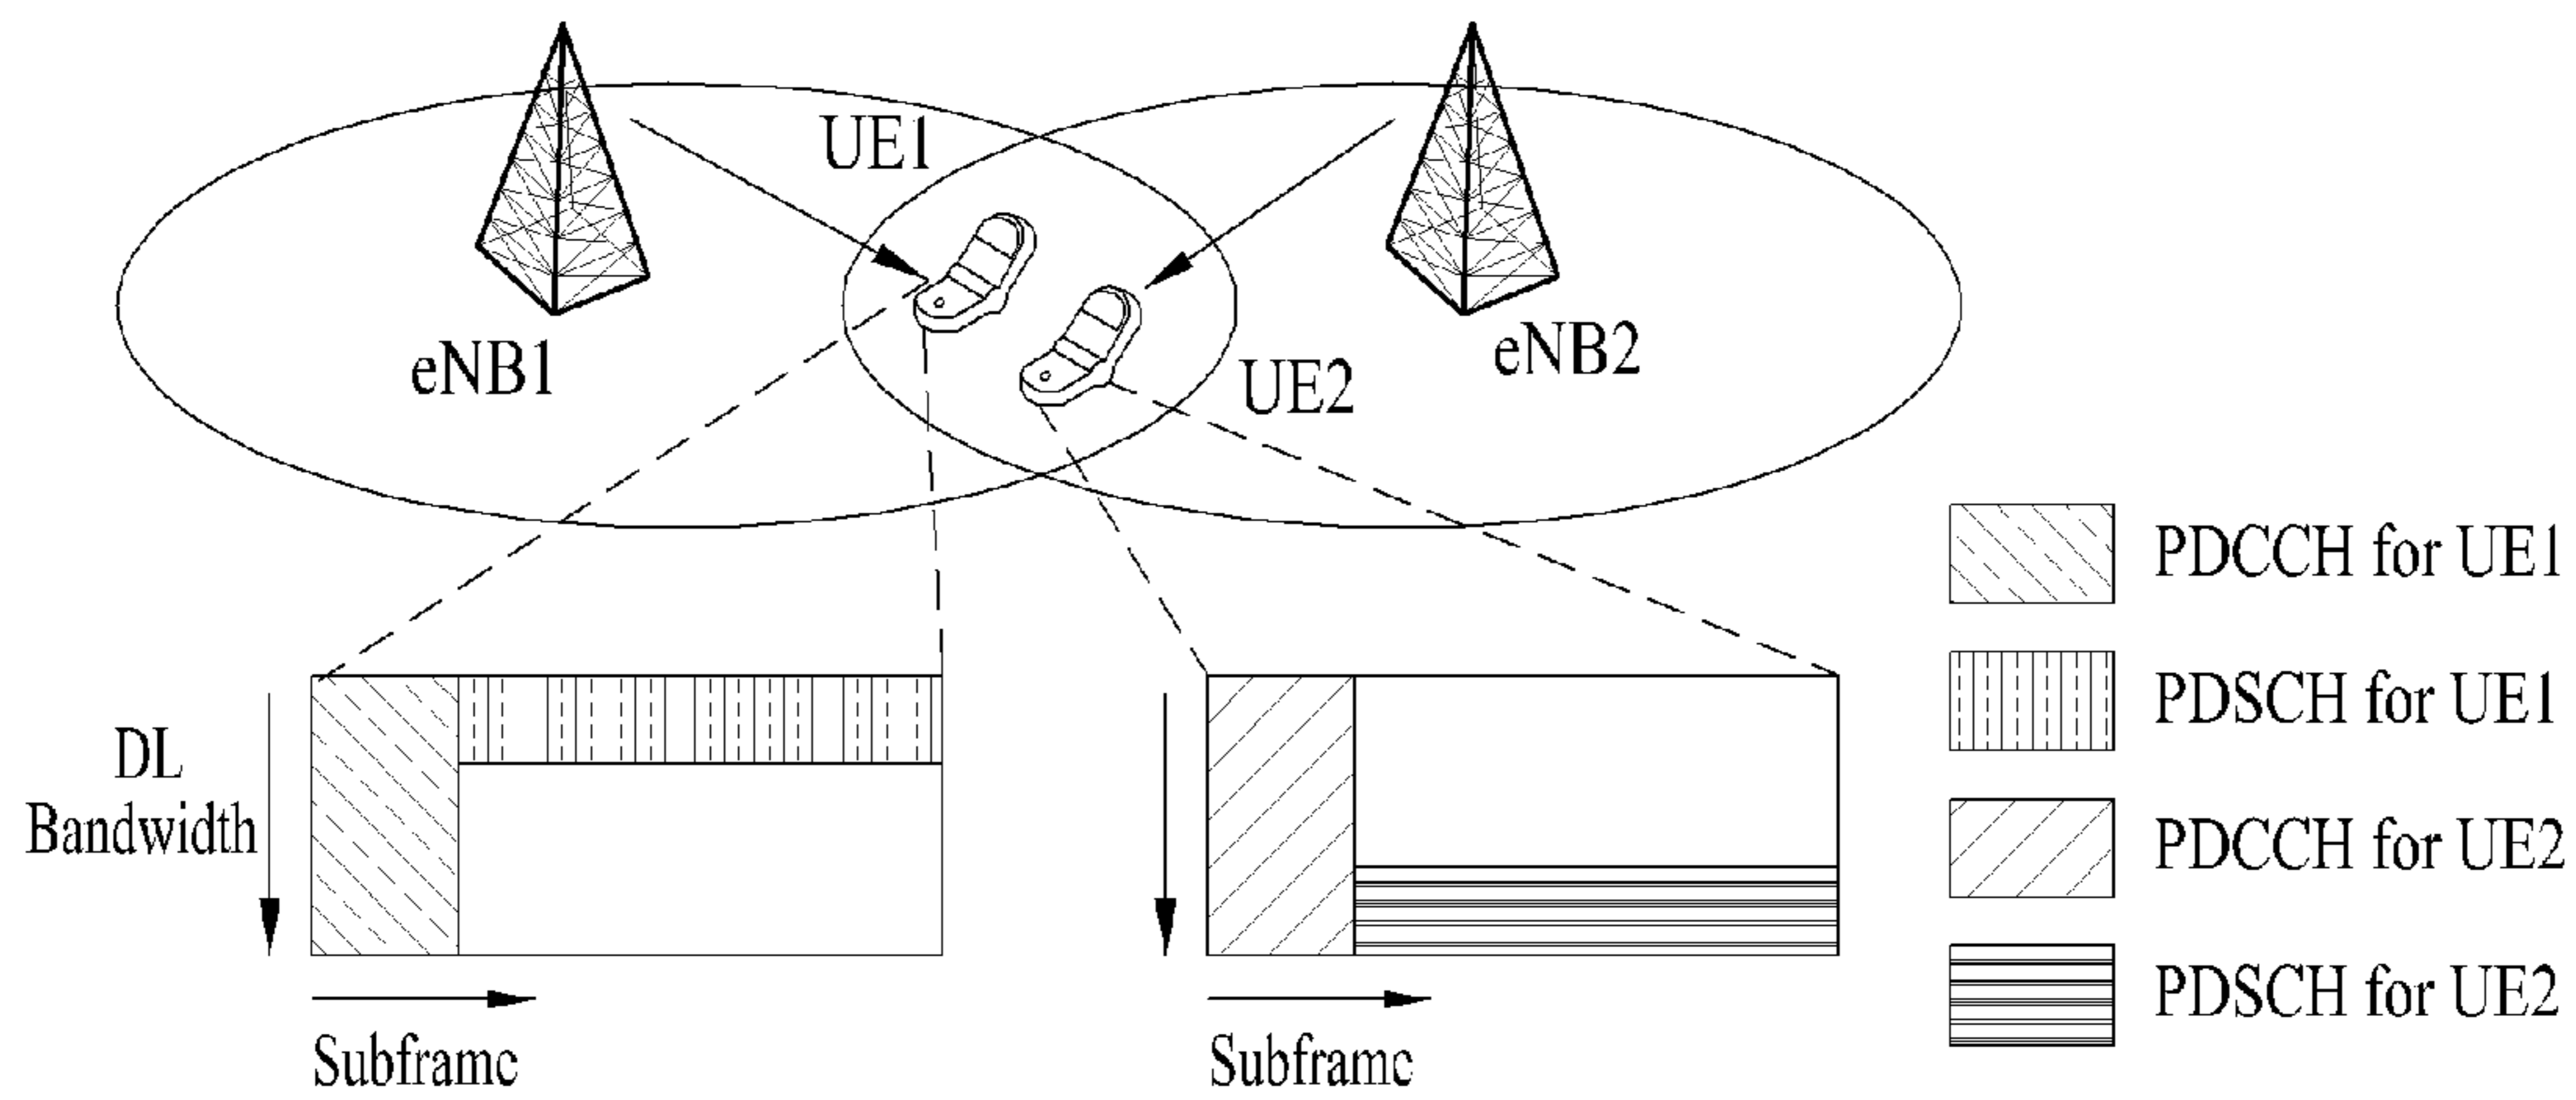 UE1
eNB1
eNB2
UE2
PDCCH for UE1
PDSCH for UE1
DL
Bandwidth
PDCCH for UE2
PDSCH for UE2
Subframe
Subframe